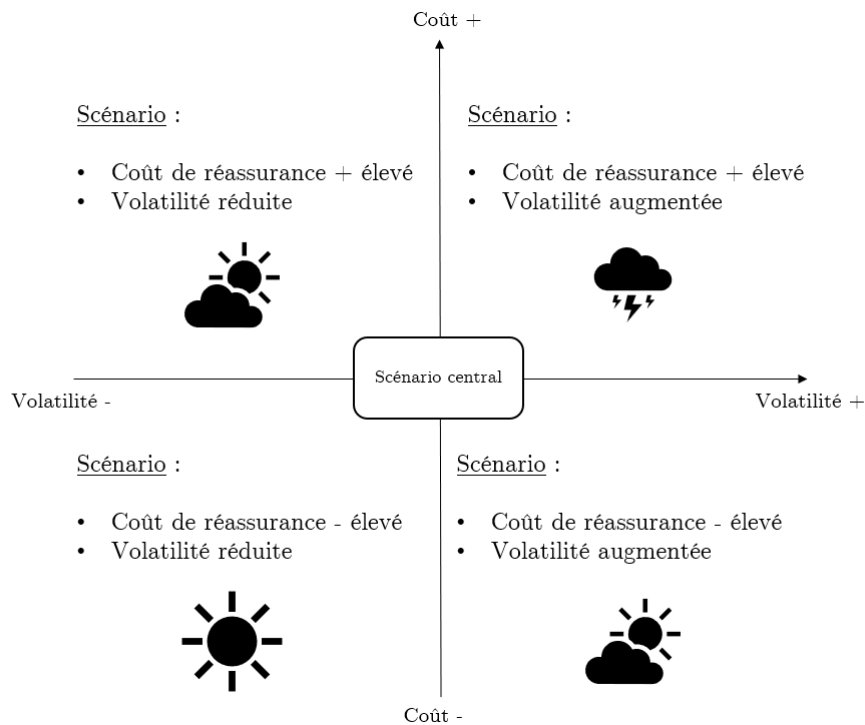 Coût +
Scénario :
• Coût de réassurance + élevé
• Volatilité réduite
Scénario :
• Coût de réassurance + élevé
• Volatilité augmentée
Scénario central
Volatilité -
Volatilité +
Scénario :
• Coût de réassurance - élevé
• Volatilité réduite
Scénario :
• Coût de réassurance - élevé
• Volatilité augmentée
Coût -